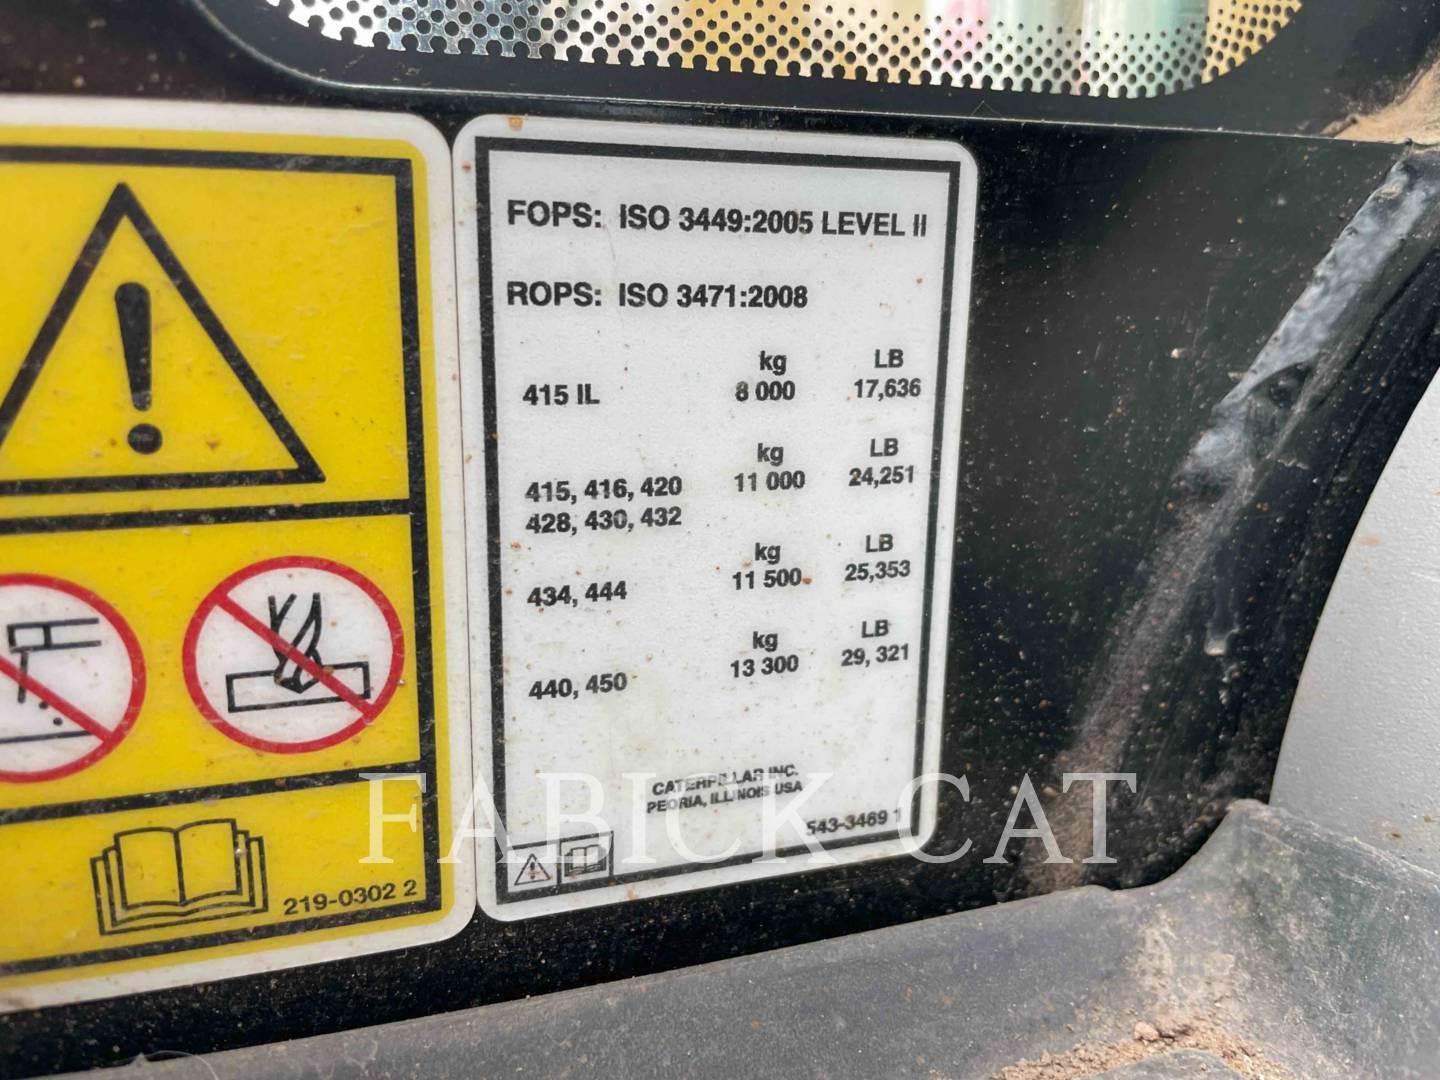 FOPS: ISO 3449:2005 LEVEL II
ROPS: ISO 3471:2008
kg LB
415 IL 8 000 17,636
kg LB
415, 416, 420 11 000 24,251
428, 430, 432
kg LB
434, 444 11 500 25,353
kg LB
440, 450 13 300 29, 321
CATERPILLAR INC.
PEORIA, ILLINOIS USA
543-3469 1
219-0302 2
FABICK CAT